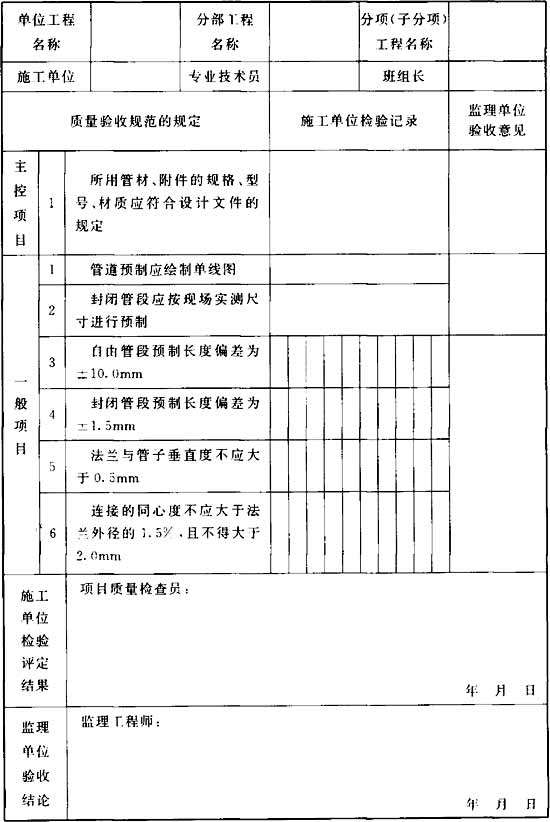 单位工程 分部工程 分项(子分项)
名称 名称 工程名称
施工单位 专业技术员 班组长
质量验收规范的规定 施工单位检验记录 监理单位
验收意见
主控项目
1 所用管材、附件的规格、型
号、材质应符合设计文件的
规定
一般项目
1 管道预制应绘制单线图
2 封闭管段应按现场实测尺
寸进行预制
3 自由管段预制长度偏差为
±10.0mm
4 封闭管段预制长度偏差为
±1.5mm
5 法兰与管子垂直度不应大
于0.5mm
6 连接的同心度不应大于法
兰外径的1.5%,且不得大于
2.0mm
施工
单位
检验
评定
结果
项目质量检查员:
年 月 日
监理
单位
验收
结论
监理工程师:
年 月 日